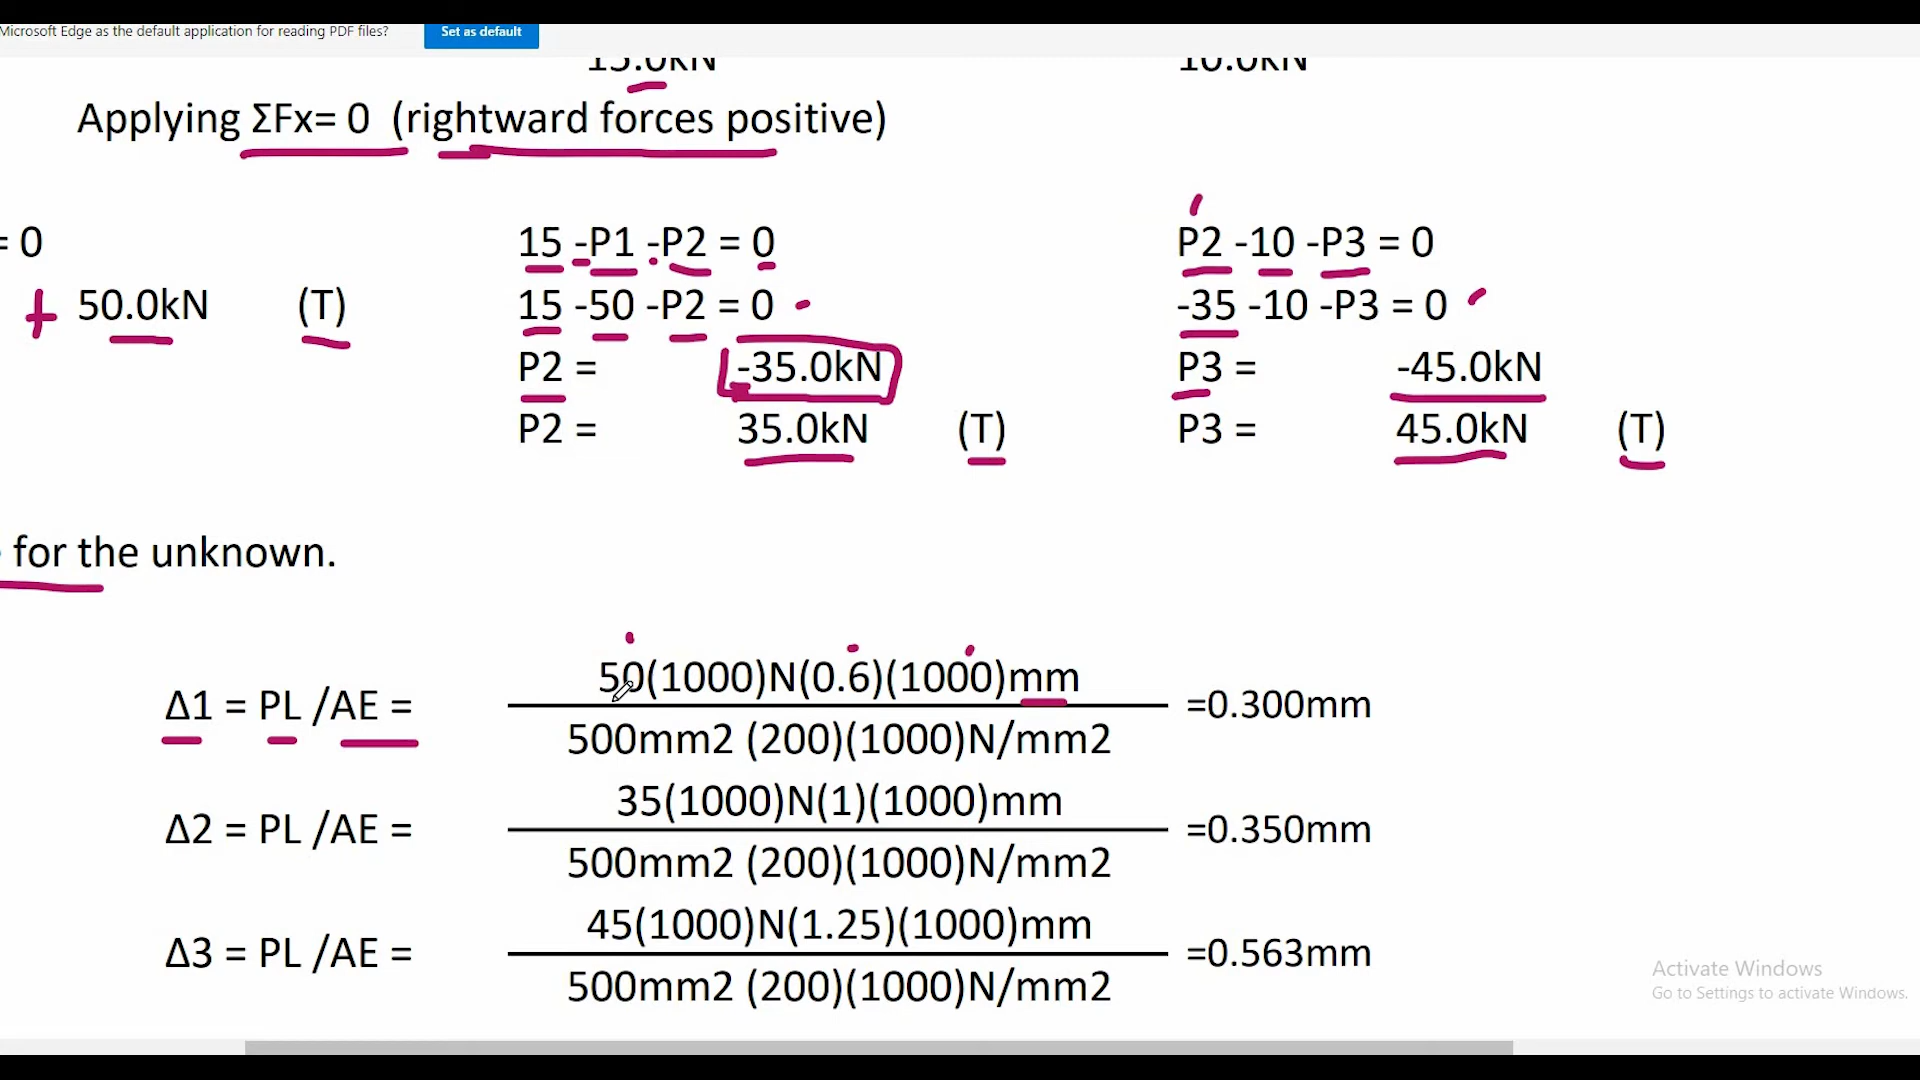 Microsoft Edge as the default application for reading PDF files? Set as default
15.0kN 10.0kN
Applying ΣFx= 0 (rightward forces positive)
= 0 15 -P1 -P2 = 0 P2 -10 -P3 = 0
+ 50.0kN (T) 15 -50 -P2 = 0 -35 -10 -P3 = 0
P2 = -35.0kN P3 = -45.0kN
P2 = 35.0kN (T) P3 = 45.0kN (T)
for the unknown.
50(1000)N(0.6)(1000)mm
Δ1 = PL /AE = =0.300mm
500mm2 (200)(1000)N/mm2
35(1000)N(1)(1000)mm
Δ2 = PL /AE = =0.350mm
500mm2 (200)(1000)N/mm2
45(1000)N(1.25)(1000)mm
Δ3 = PL /AE = =0.563mm
500mm2 (200)(1000)N/mm2
Activate Windows
Go to Settings to activate Windows.